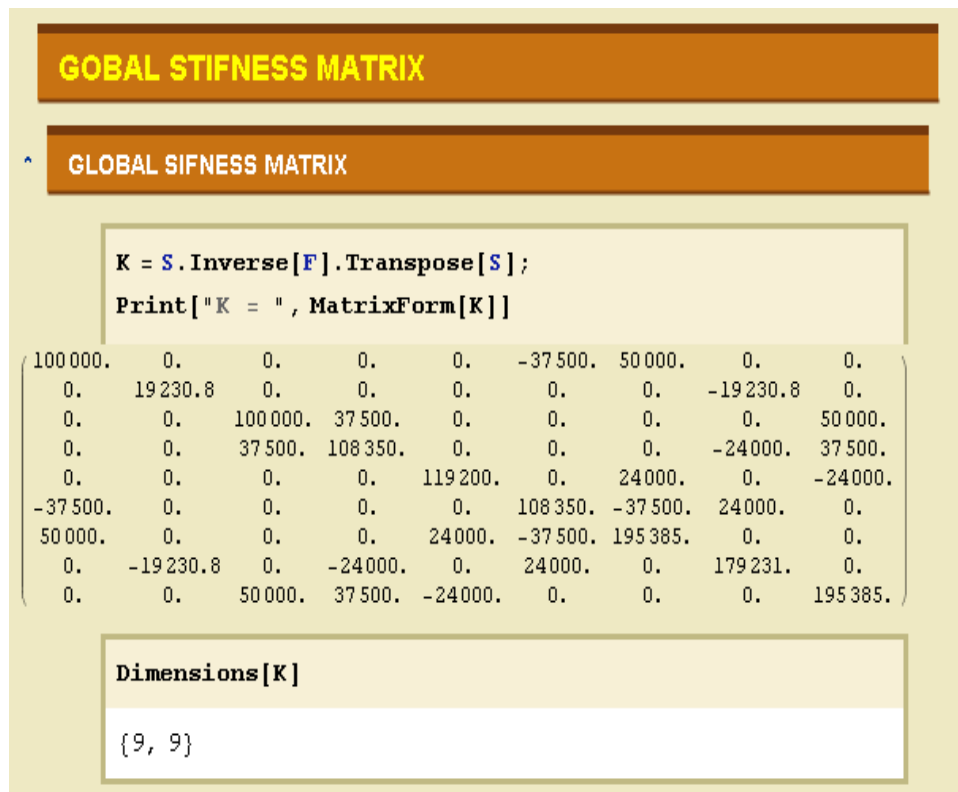 GOBAL STIFNESS MATRIX
GLOBAL SIFNESS MATRIX
K = S.Inverse[F].Transpose[S];
Print["K = ", MatrixForm[K]]
100000. 0. 0. 0. 0. -37500. 50000. 0. 0.
0. 19230.8 0. 0. 0. 0. 0. -19230.8 0.
0. 0. 100000. 37500. 0. 0. 0. 0. 50000.
0. 0. 37500. 108350. 0. 0. 0. -24000. 37500.
0. 0. 0. 0. 119200. 0. 24000. 0. -24000.
-37500. 0. 0. 0. 0. 108350. -37500. 24000. 0.
50000. 0. 0. 0. 24000. -37500. 195385. 0. 0.
0. -19230.8 0. -24000. 0. 24000. 0. 179231. 0.
0. 0. 50000. 37500. -24000. 0. 0. 0. 195385.
Dimensions[K]
{9, 9}